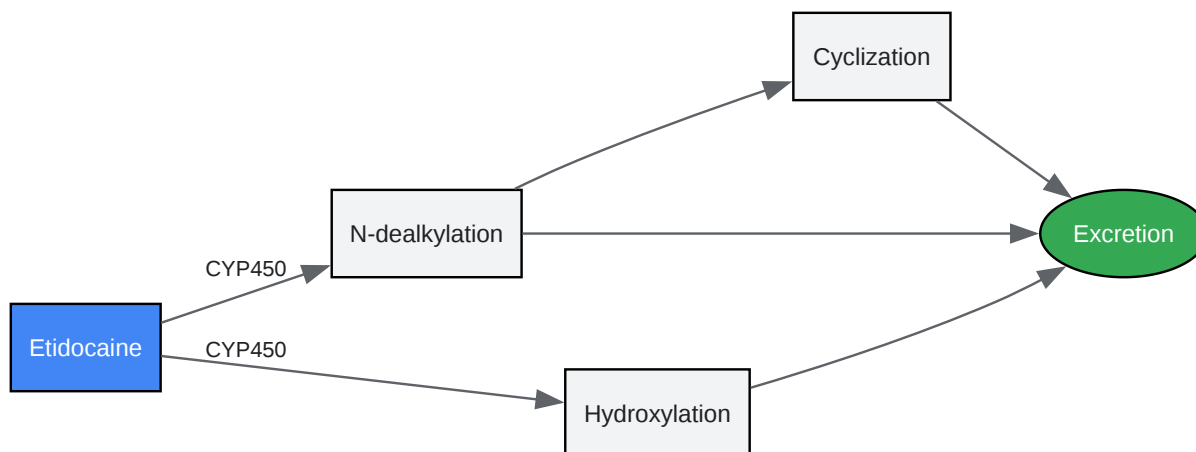 Cyclization
N-dealkylation
Excretion
CYP450
Etidocaine
CYP450
Hydroxylation